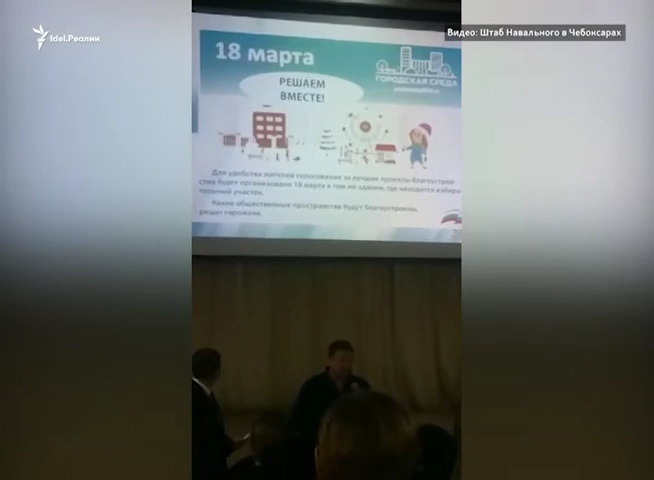 Idel.Реалии
Видео: Штаб Навального в Чебоксарах
18 марта
РЕШАЕМ
ВМЕСТЕ!
ГОРОДСКАЯ СРЕДА
Для удобства жителей голосование за лучшие проекты благоустрой-
ства будет организовано 18 марта в том же здании, где находится избира-
тельный участок.
Какие общественные пространства будут благоустроены,
решат горожане.